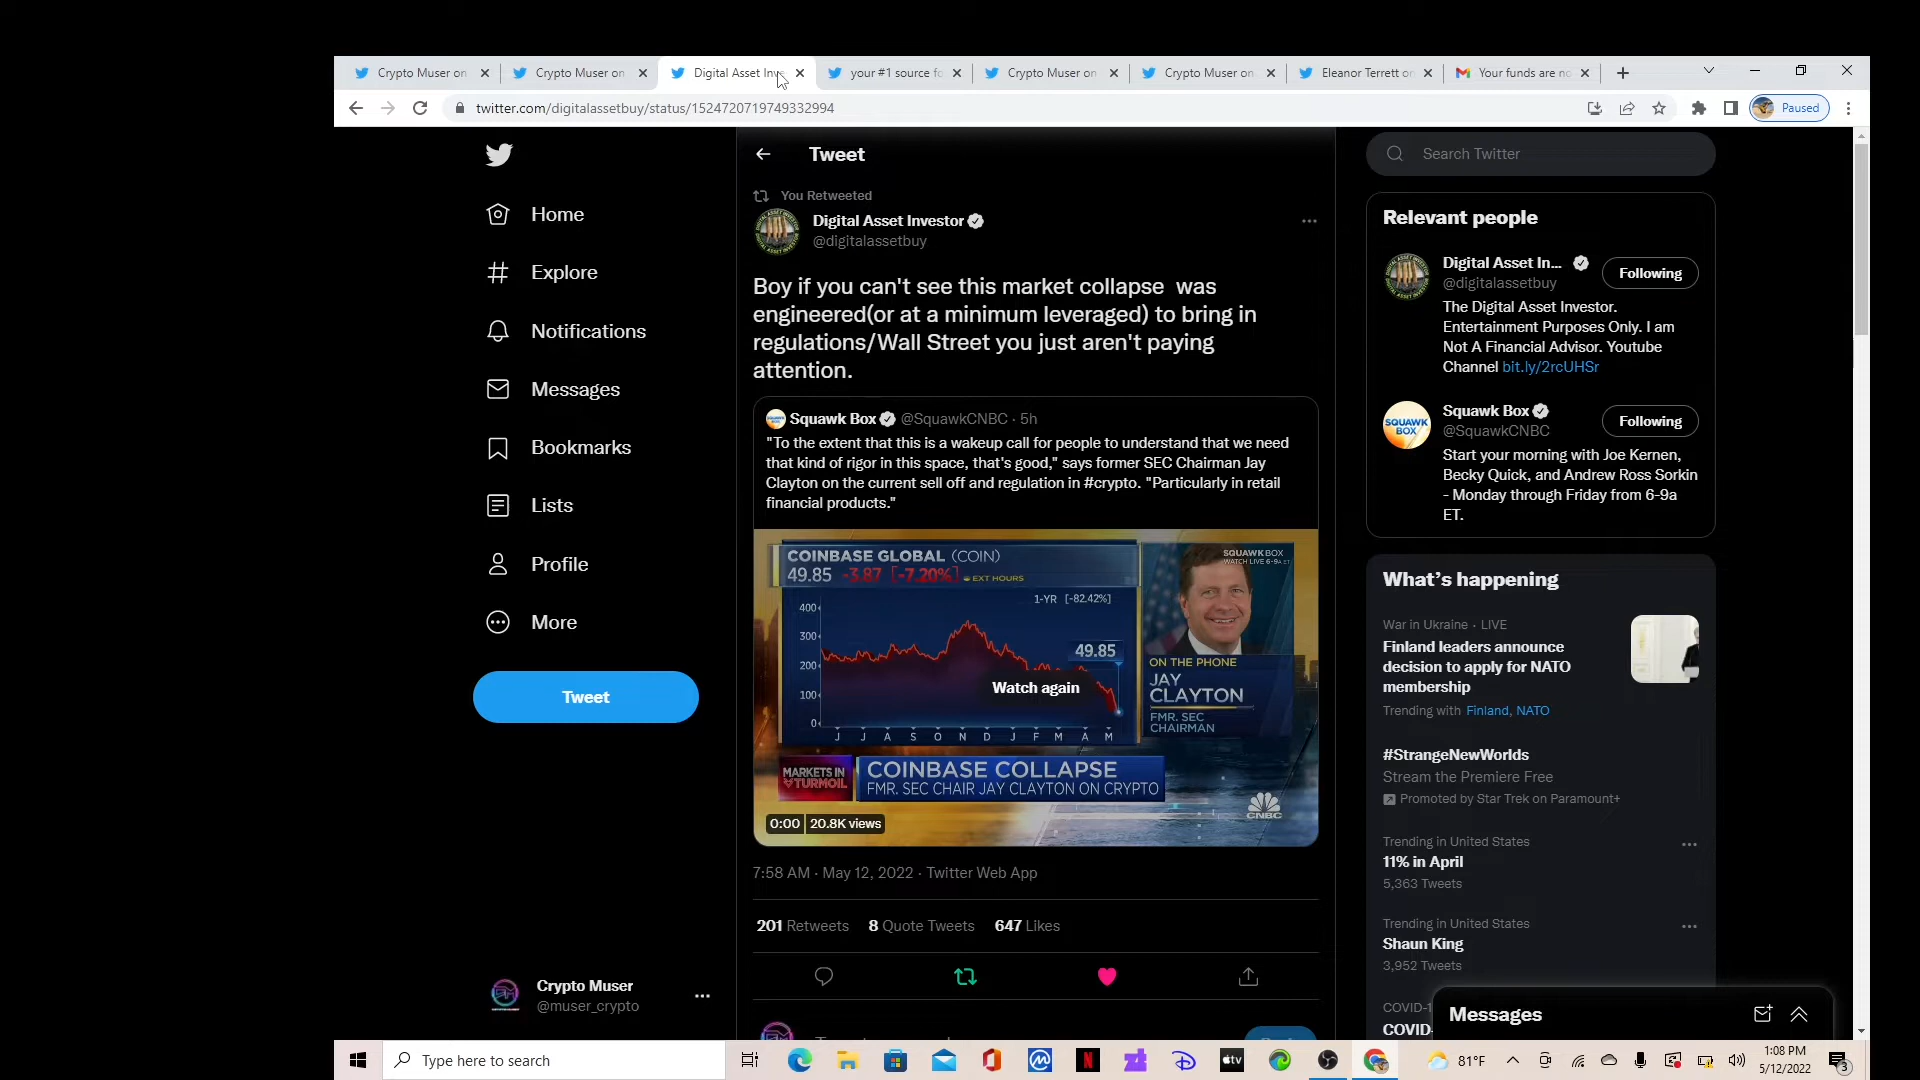 Crypto Muser on
Crypto Muser on
Digital Asset Inv
your #1 source fo
Crypto Muser on
Crypto Muser on
Eleanor Terrett on
Your funds are no
twitter.com/digitalassetbuy/status/1524720719749332994
Paused
Home
Explore
Notifications
Messages
Bookmarks
Lists
Profile
More
Tweet
Crypto Muser
@muser_crypto
Tweet
You Retweeted
Digital Asset Investor
@digitalassetbuy
Boy if you can't see this market collapse was
engineered(or at a minimum leveraged) to bring in
regulations/Wall Street you just aren't paying
attention.
Squawk Box @SquawkCNBC · 5h
"To the extent that this is a wakeup call for people to understand that we need
that kind of rigor in this space, that's good," says former SEC Chairman Jay
Clayton on the current sell off and regulation in #crypto. "Particularly in retail
financial products."
COINBASE GLOBAL (COIN)
49.85 -3.87 [-7.20%] EXT HOURS
1-YR [-82.42%]
400
300
200
100
0
49.85
J J A S O N D J F M A M
Watch again
SQUAWK BOX
WATCH LIVE 6-9A ET
ON THE PHONE
JAY
CLAYTON
FMR. SEC
CHAIRMAN
MARKETS IN
TURMOIL
COINBASE COLLAPSE
FMR. SEC CHAIR JAY CLAYTON ON CRYPTO
CNBC
0:00 20.8K views
7:58 AM · May 12, 2022 · Twitter Web App
201 Retweets 8 Quote Tweets 647 Likes
Search Twitter
Relevant people
Digital Asset In...
@digitalassetbuy
Following
The Digital Asset Investor.
Entertainment Purposes Only. I am
Not A Financial Advisor. Youtube
Channel bit.ly/2rcUHSr
SQUAWK
BOX
Squawk Box
@SquawkCNBC
Following
Start your morning with Joe Kernen,
Becky Quick, and Andrew Ross Sorkin
- Monday through Friday from 6-9a
ET.
What's happening
War in Ukraine · LIVE
Finland leaders announce
decision to apply for NATO
membership
Trending with Finland, NATO
#StrangeNewWorlds
Stream the Premiere Free
Promoted by Star Trek on Paramount+
Trending in United States
11% in April
5,363 Tweets
Trending in United States
Shaun King
3,952 Tweets
COVID-1
COVID-
Messages
Type here to search
tv
81°F
1:08 PM
5/12/2022
3